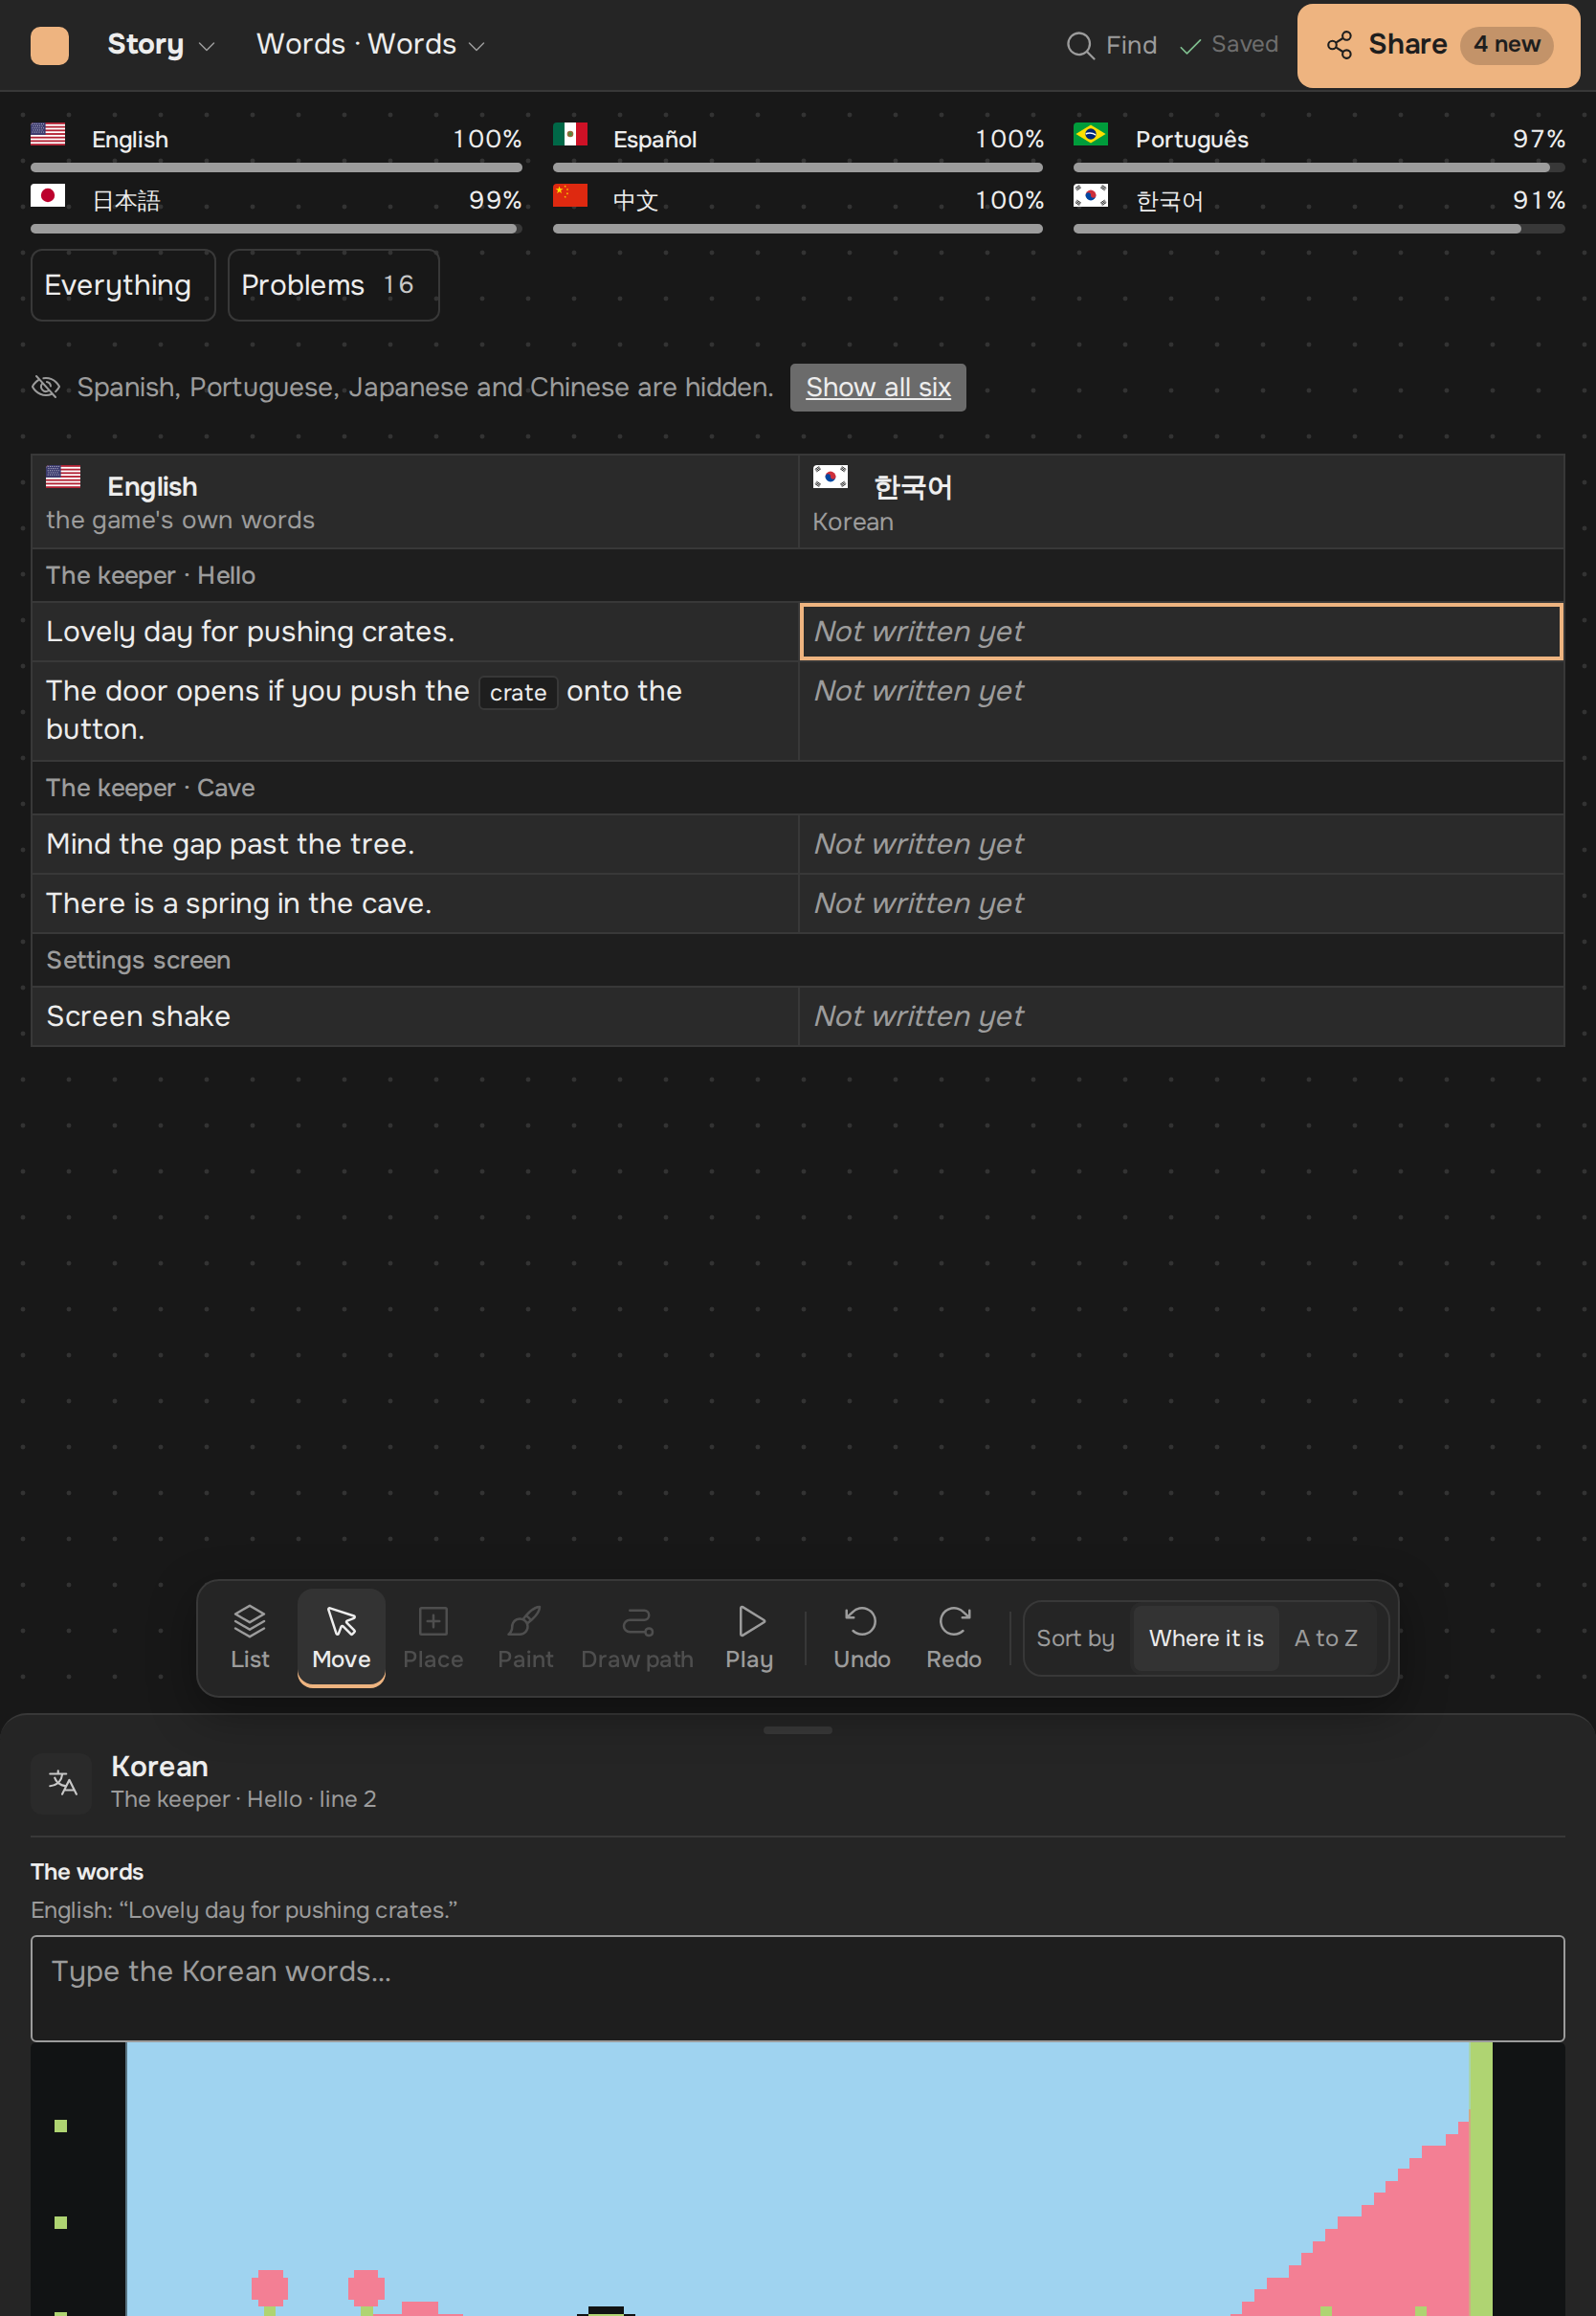 Story
Words · Words
Find
Saved
Share
4 new
English
100%
Español
100%
Português
97%
日本語
99%
中文
100%
한국어
91%
Everything
Problems 16
Spanish, Portuguese, Japanese and Chinese are hidden.
Show all six
English
the game's own words
한국어
Korean
The keeper · Hello
Lovely day for pushing crates.
Not written yet
The door opens if you push the crate onto the
button.
Not written yet
The keeper · Cave
Mind the gap past the tree.
Not written yet
There is a spring in the cave.
Not written yet
Settings screen
Screen shake
Not written yet
List
Move
Place
Paint
Draw path
Play
Undo
Redo
Sort by
Where it is
A to Z
Korean
The keeper · Hello · line 2
The words
English: “Lovely day for pushing crates.”
Type the Korean words...